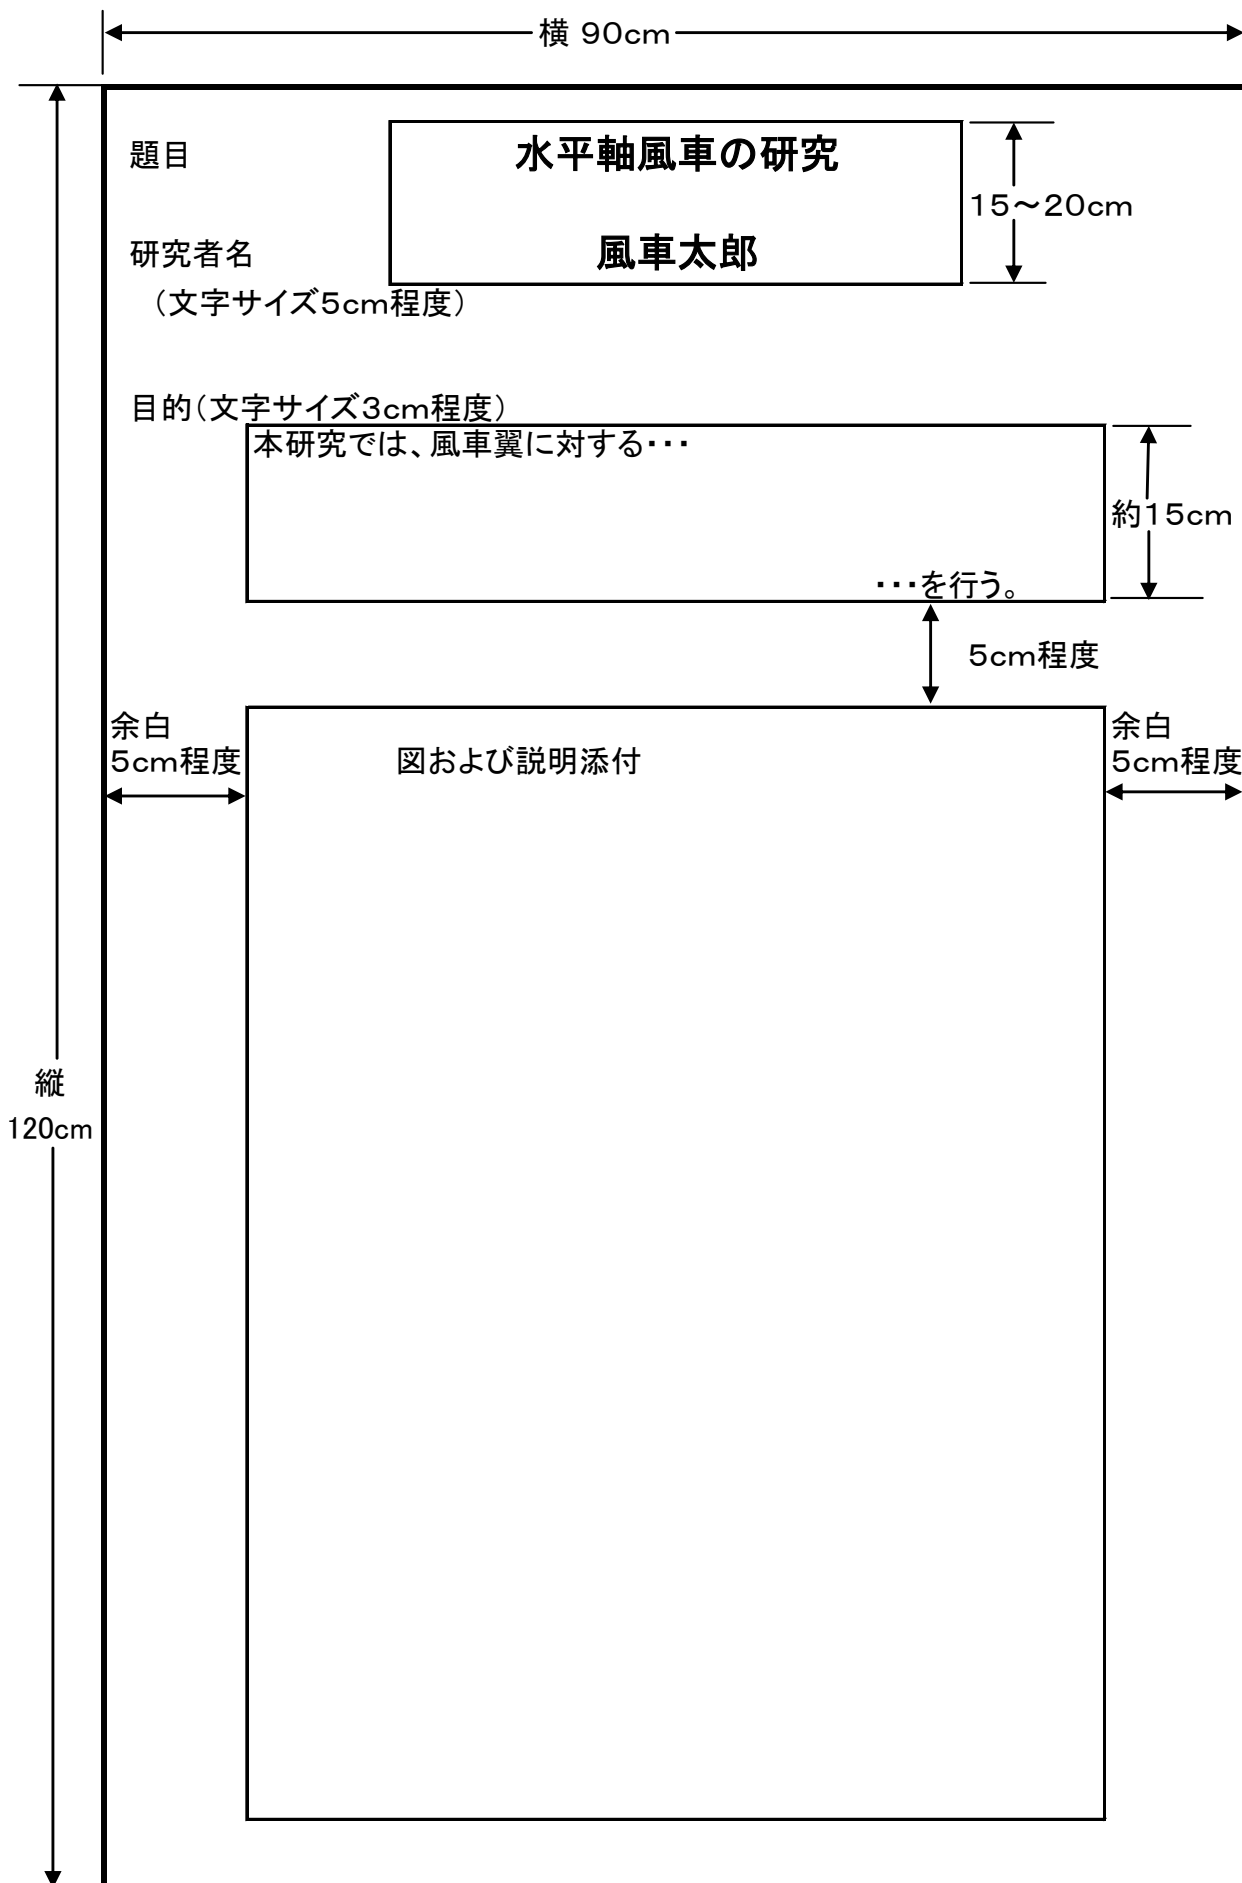 横 90cm
題目
水平軸風車の研究
15～20cm
研究者名
風車太郎
（文字サイズ5cm程度）
目的（文字サイズ3cm程度）
本研究では、風車翼に対する・・・
約15cm
・・・を行う。
5cm程度
余白
5cm程度
図および説明添付
余白
5cm程度
縦
120cm